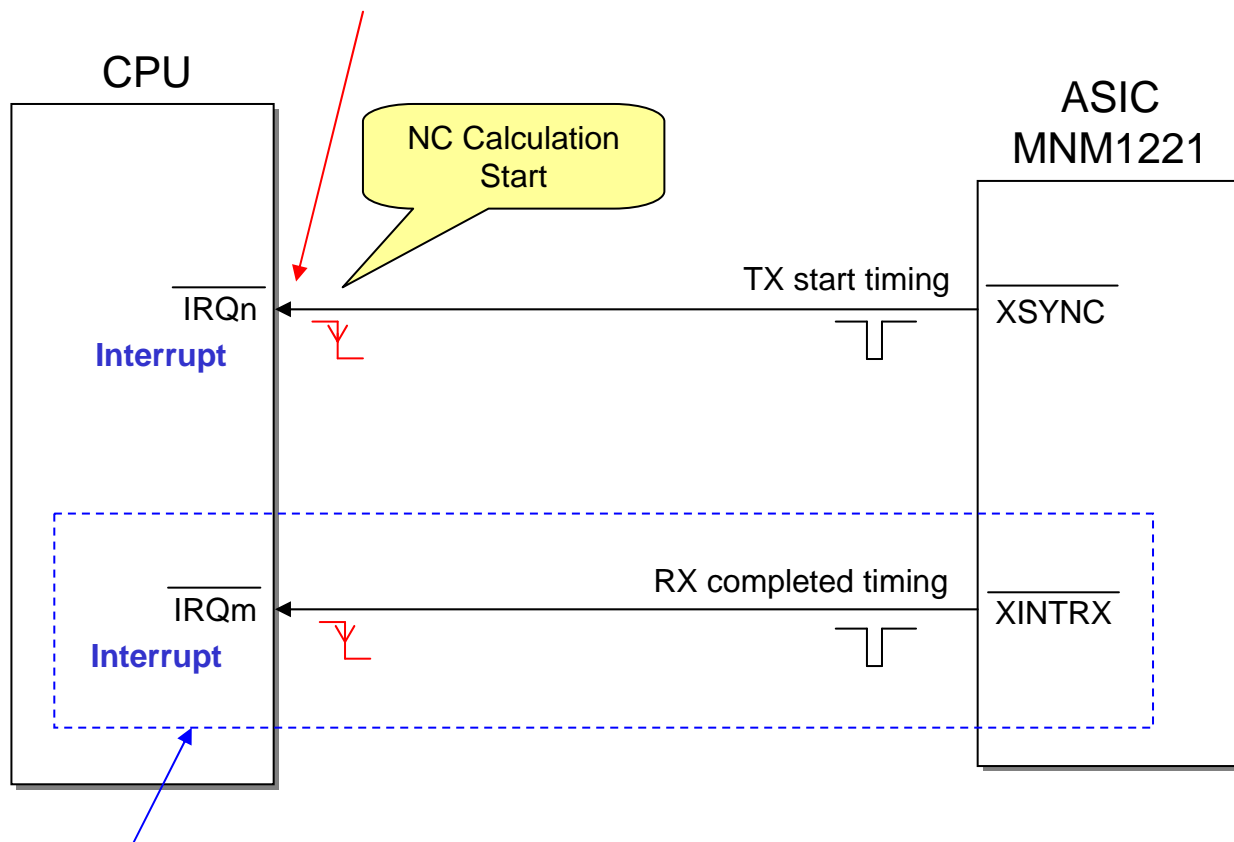 CPU
ASIC
MNM1221
NC Calculation
Start
TX start timing
IRQn
XSYNC
Interrupt
RX completed timing
IRQm
XINTRX
Interrupt